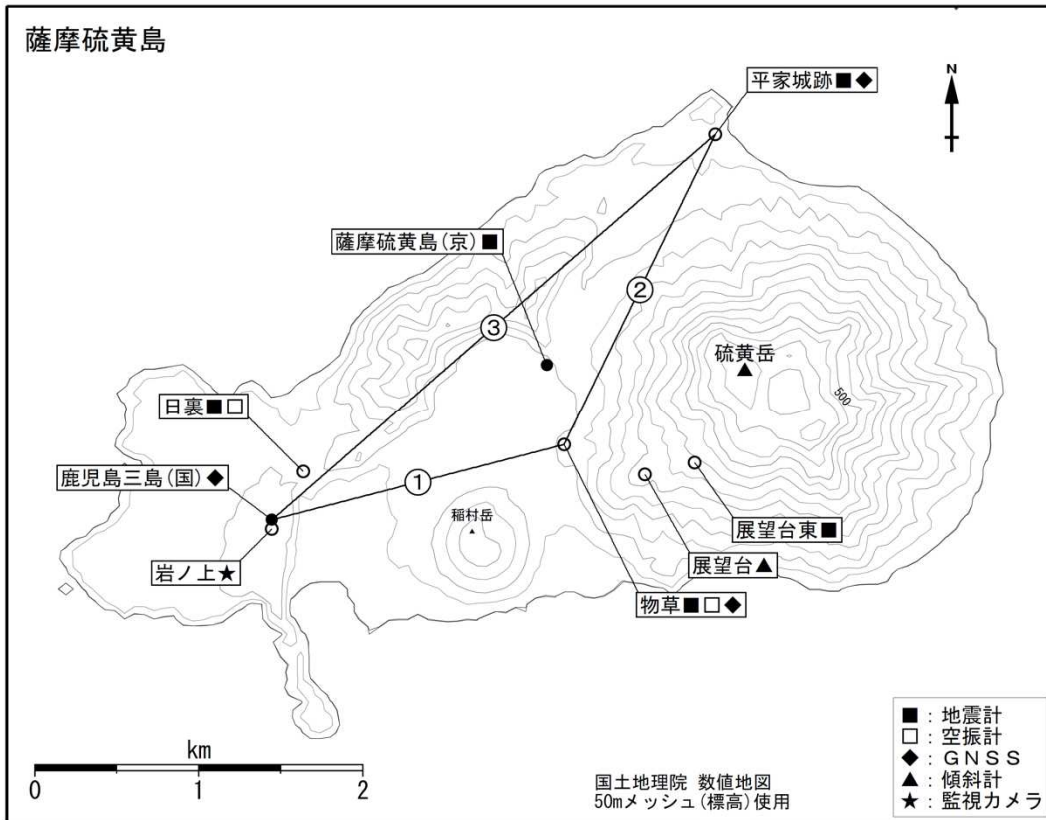 薩摩硫黄島
平家城跡■◆
N
薩摩硫黄島(京)■
②
③
硫黄岳
▲
500
日裏■□
鹿児島三島(国)◆
①
稲村岳
▲
展望台東■
岩ノ上★
展望台▲
物草■□◆
km
0 1 2
国土地理院 数値地図
50mメッシュ(標高)使用
■:地震計
□:空振計
◆:GNSS
▲:傾斜計
★:監視カメラ